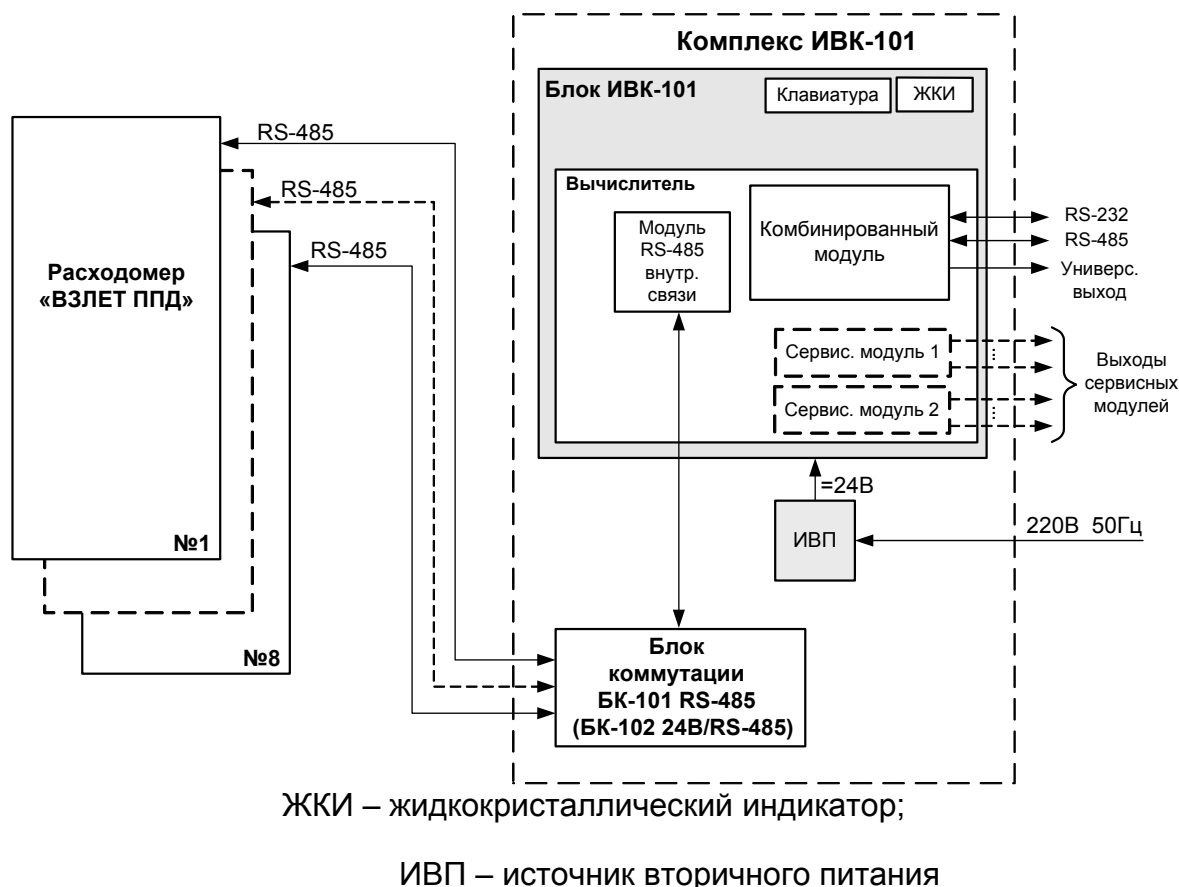 Комплекс ИВК-101
Блок ИВК-101
Клавиатура
ЖКИ
RS-485
RS-485
RS-485
Расходомер
«ВЗЛЕТ ППД»
№1
№8
Вычислитель
Модуль
RS-485
внутр.
связи
Комбинированный
модуль
RS-232
RS-485
Универс.
выход
Сервис. модуль 1
Сервис. модуль 2
Выходы
сервисных
модулей
=24В
ИВП
220В 50Гц
Блок
коммутации
БК-101 RS-485
(БК-102 24В/RS-485)
ЖКИ – жидкокристаллический индикатор;
ИВП – источник вторичного питания